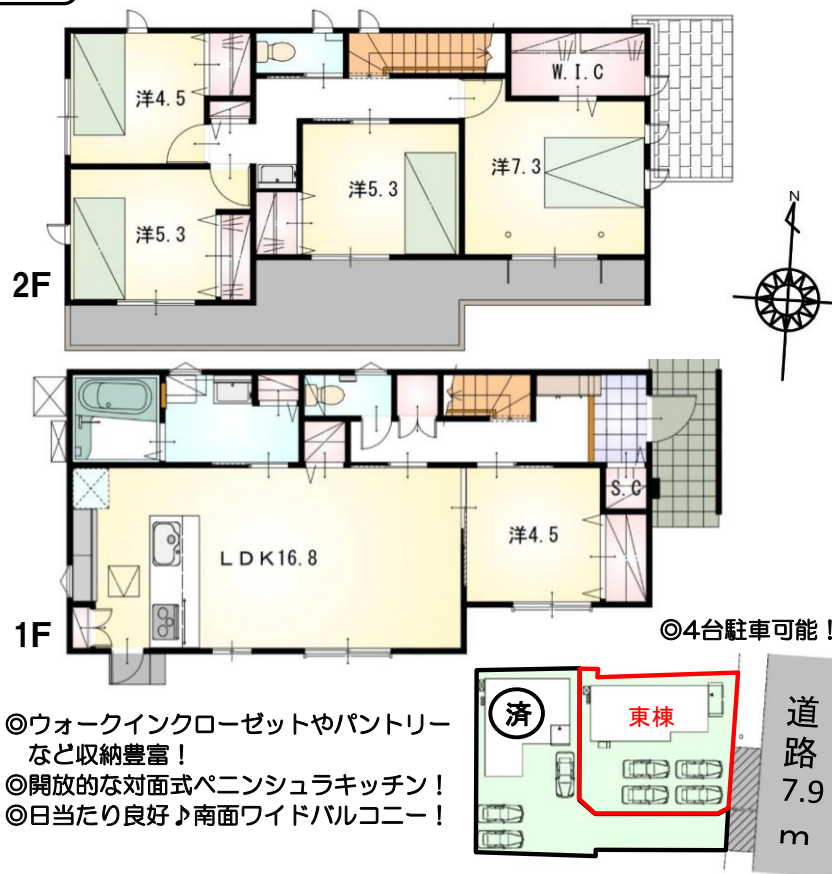 洋4.5
W.I.C
洋5.3
洋7.3
洋5.3
2F
N
S.C
洋4.5
LDK16.8
1F
◎4台駐車可能！
◎ウォークインクローゼットやパントリー
など収納豊富！
◎開放的な対面式ペニンシュラキッチン！
◎日当たり良好♪南面ワイドバルコニー！
済
東棟
道路
7.9
m